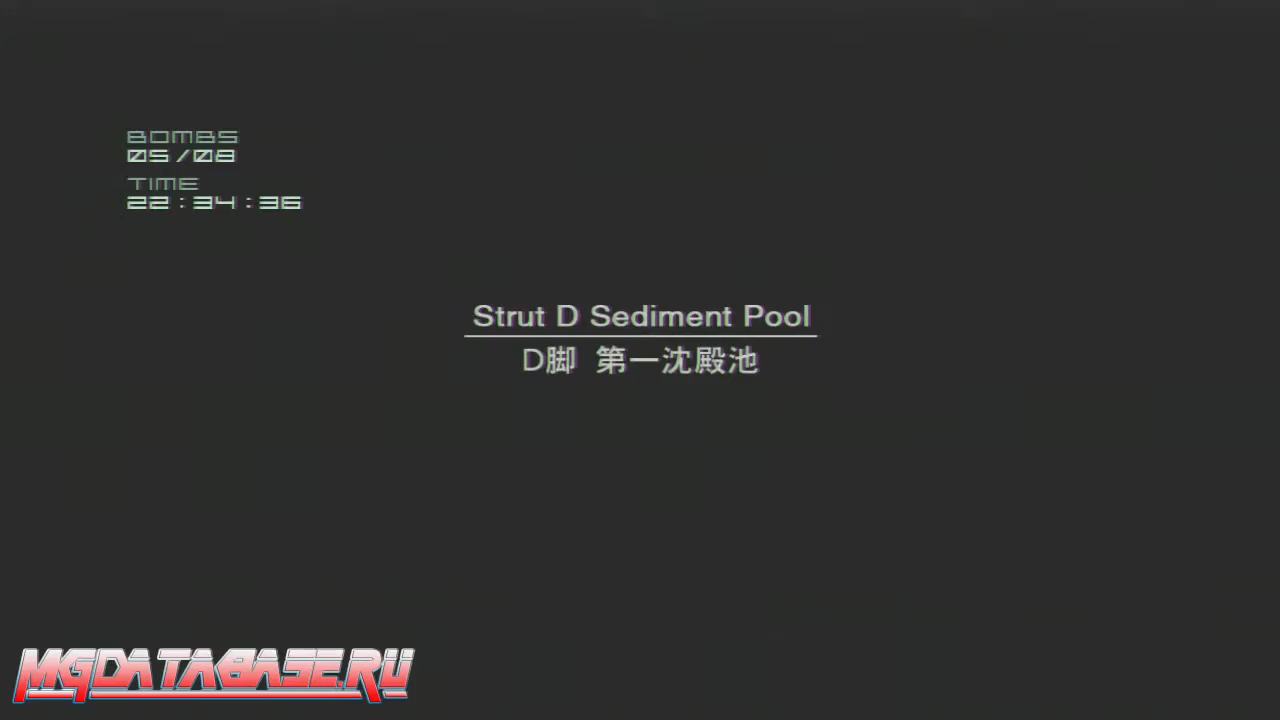 BOMBS
05/08
TIME
22:34:36
Strut D Sediment Pool
D脚 第一沈殿池
MGDATABASE.RU